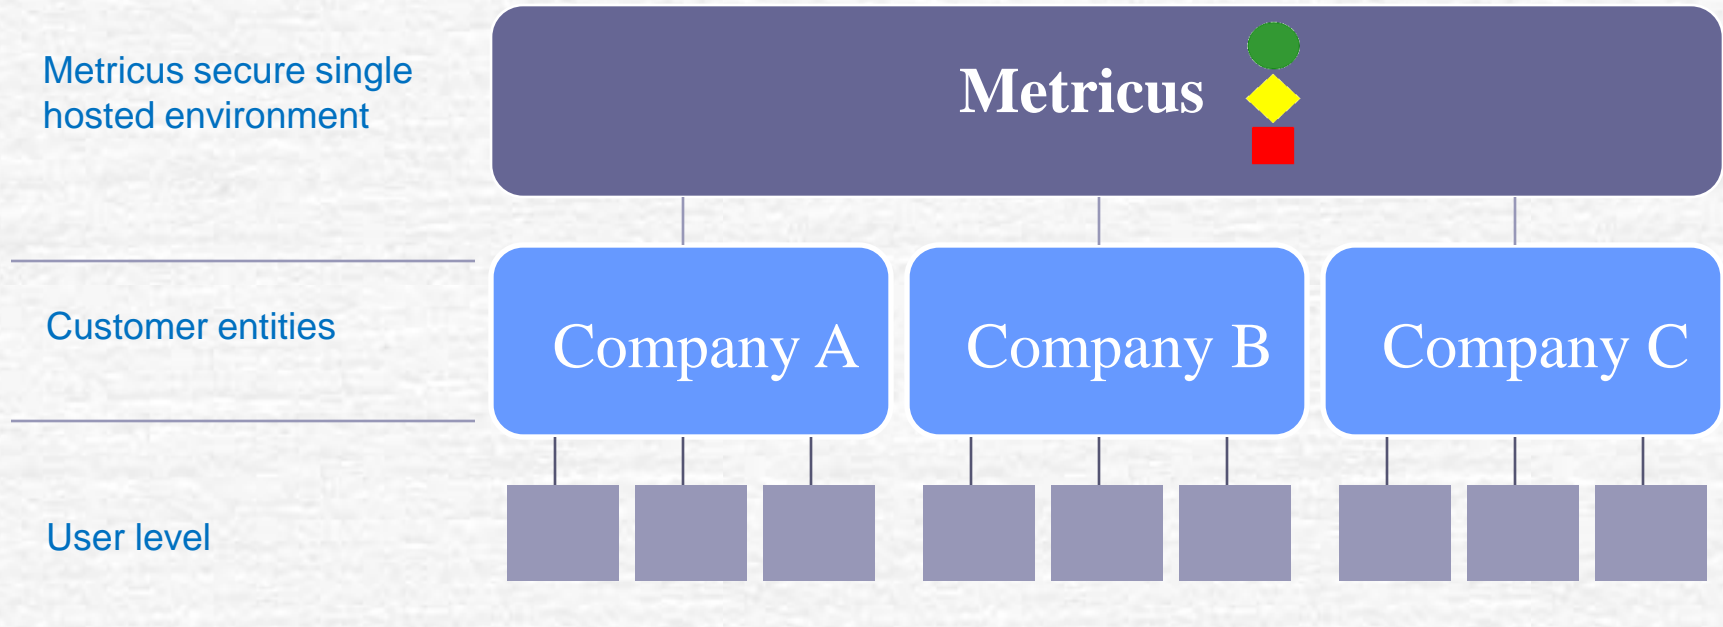 Metricus secure single
hosted environment
Metricus
Customer entities
Company A
Company B
Company C
User level